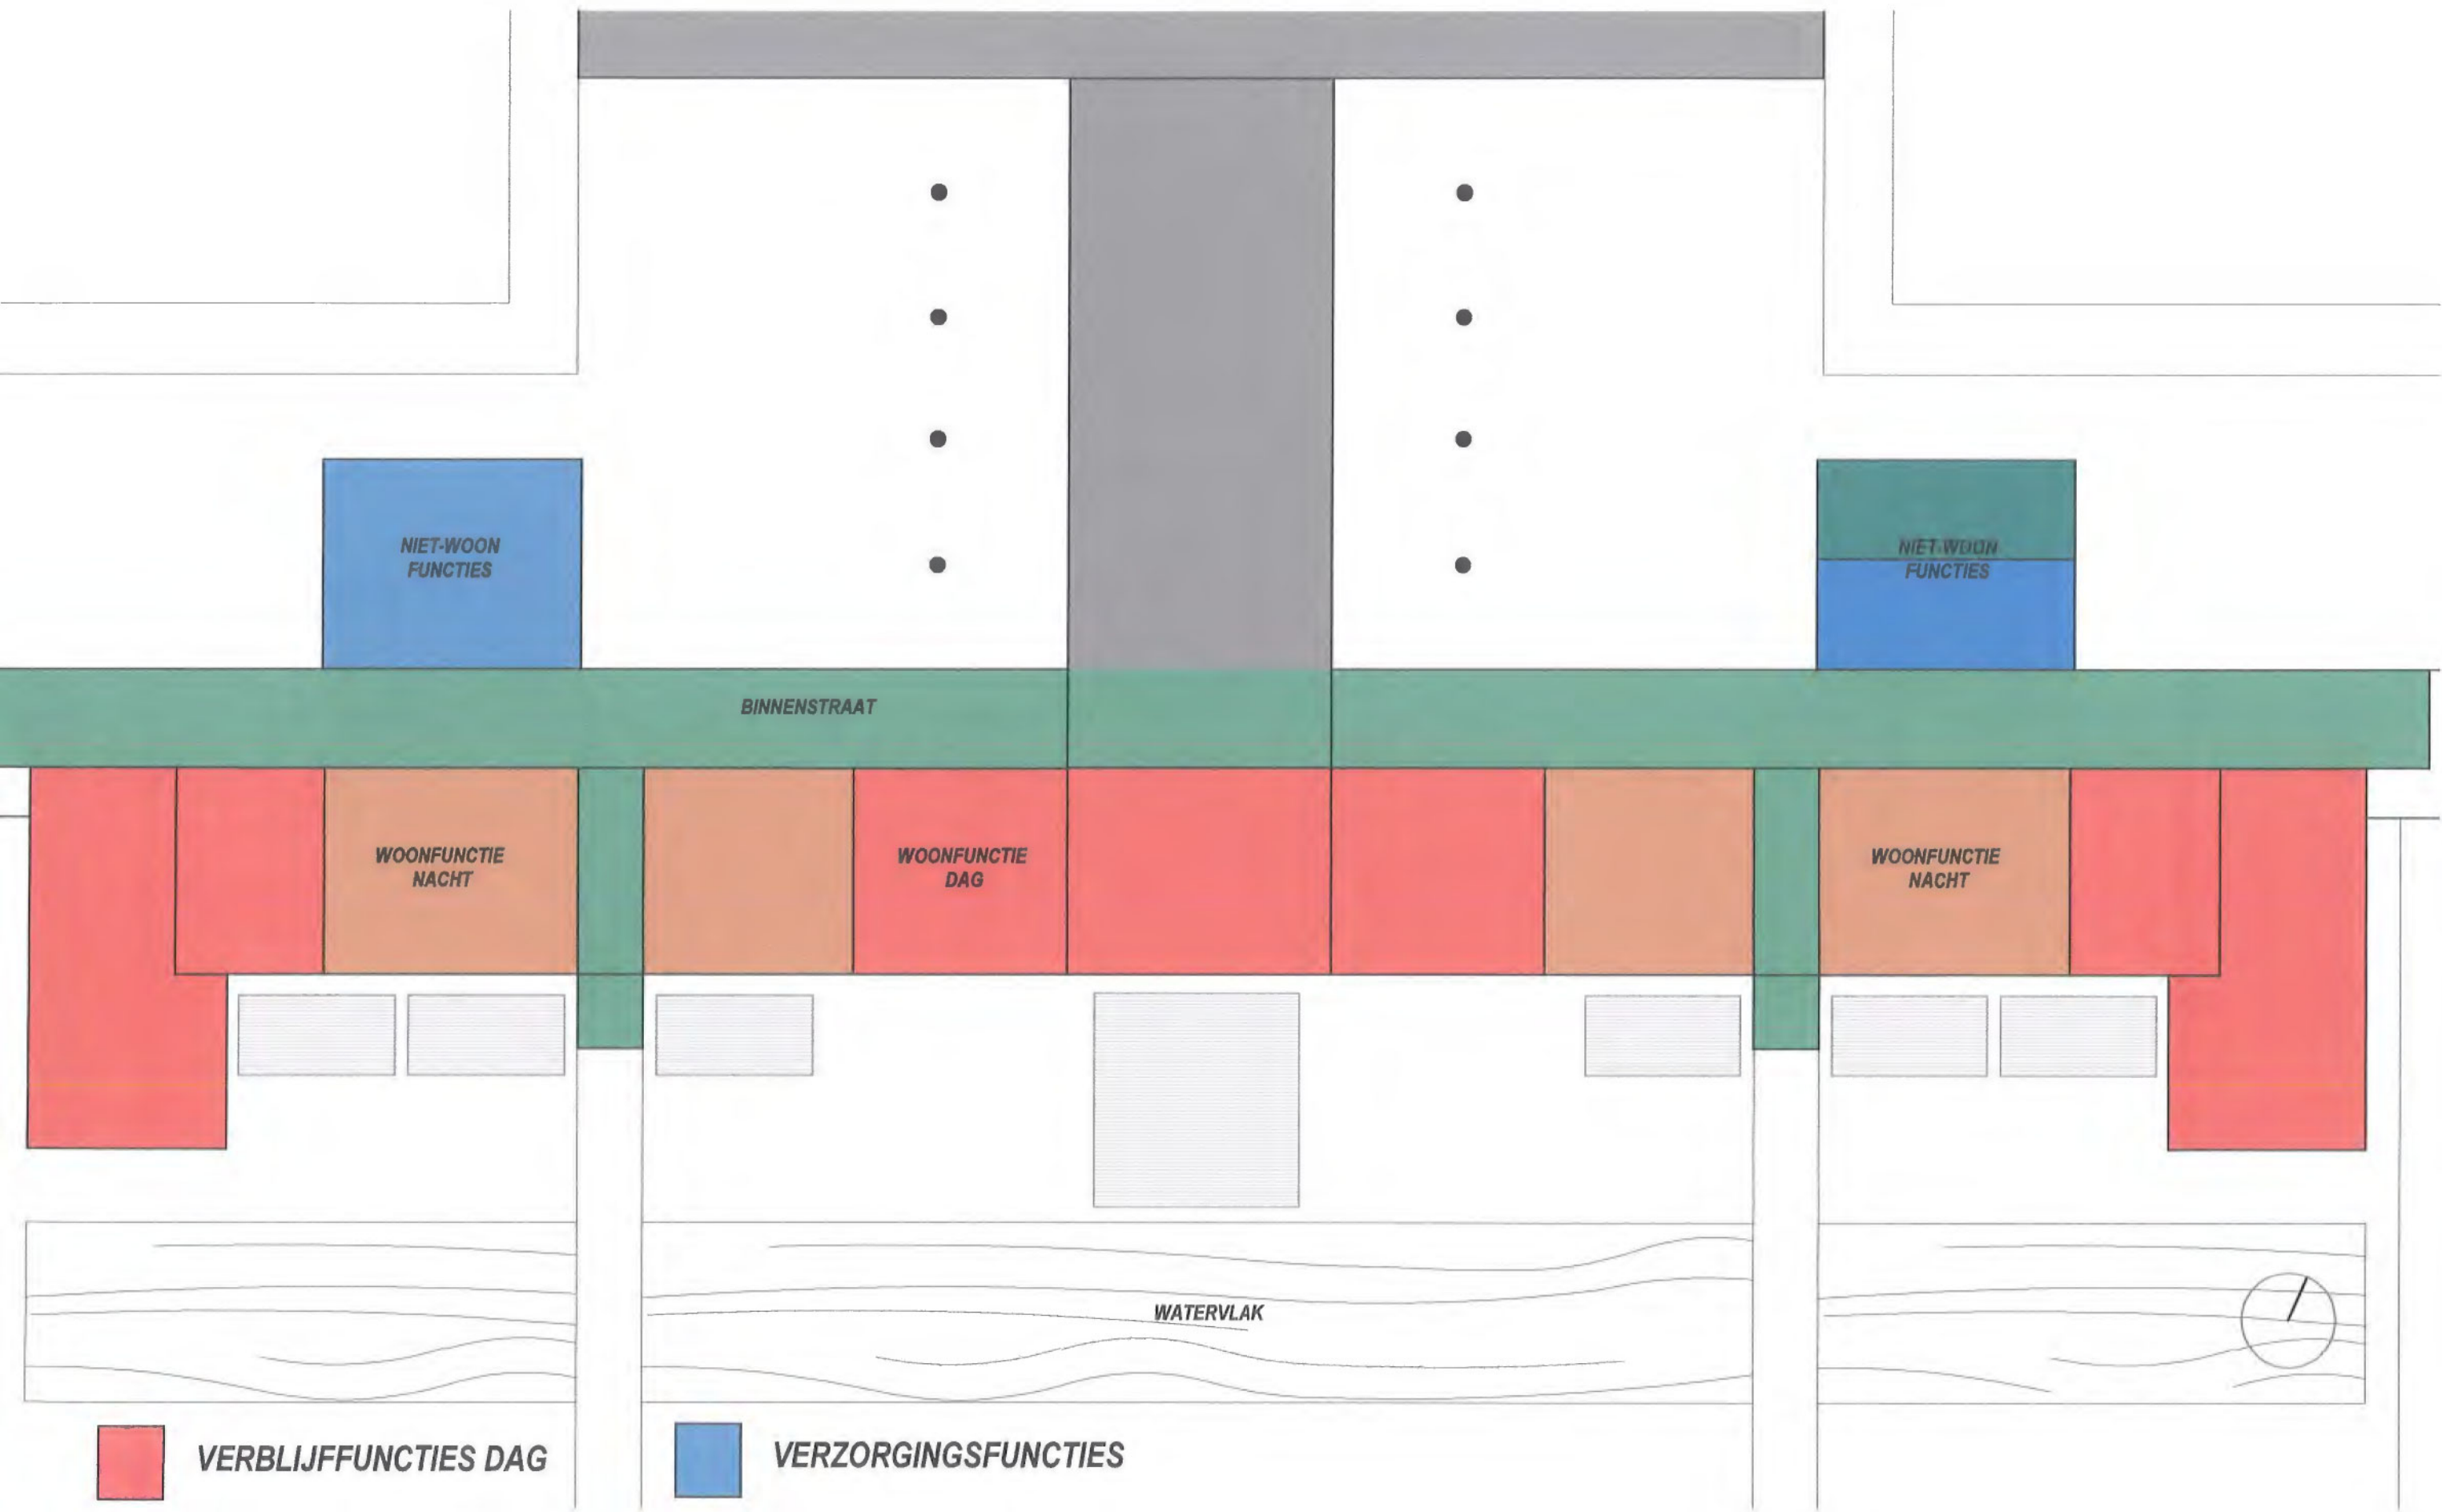 NIET-WOON
FUNCTIES
NIET-WOON
FUNCTIES
BINNENSTRAAT
WOONFUNCTIE
NACHT
WOONFUNCTIE
DAG
WOONFUNCTIE
NACHT
WATERVLAK
VERBLIJFFUNCTIES DAG
VERZORGINGSFUNCTIES